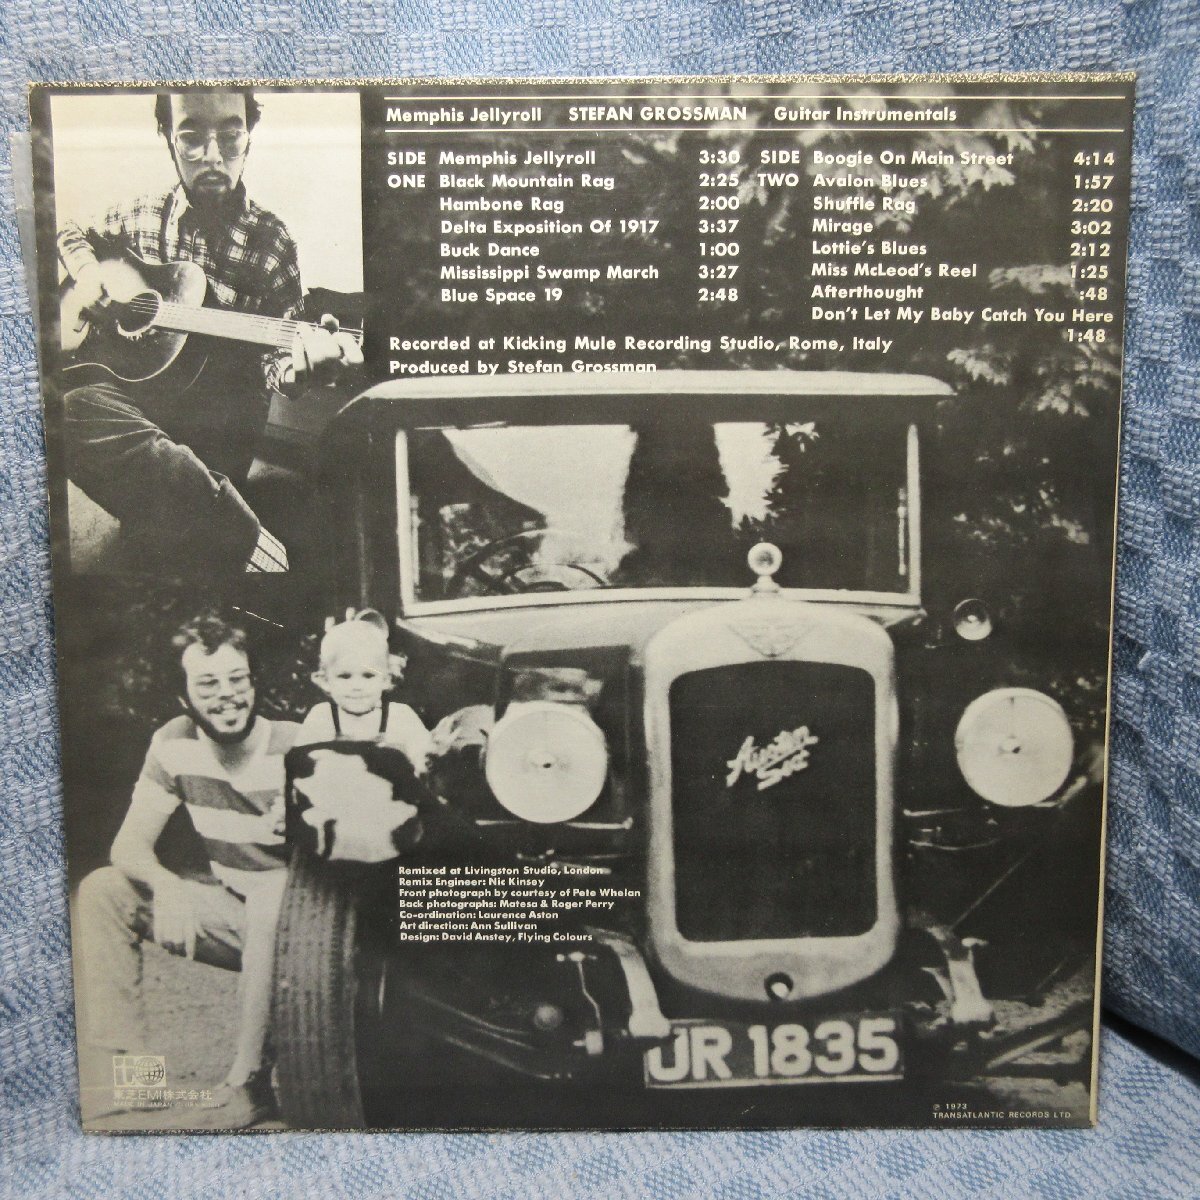 Memphis Jellyroll STEFAN GROSSMAN Guitar Instrumentals
SIDE ONE
Memphis Jellyroll 3:30
Black Mountain Rag 2:25
Hambone Rag 2:00
Delta Exposition Of 1917 3:37
Buck Dance 1:00
Mississippi Swamp March 3:27
Blue Space 19 2:48
SIDE TWO
Boogie On Main Street 4:14
Avalon Blues 1:57
Shuffle Rag 2:20
Mirage 3:02
Lottie's Blues 2:12
Miss McLeod's Reel 1:25
Afterthought :48
Don't Let My Baby Catch You Here
1:48
Recorded at Kicking Mule Recording Studio, Rome, Italy
Produced by Stefan Grossman
Austin
Six
Remixed at Livingston Studio, London
Remix Engineer: Nic Kinsey
Front photograph by courtesy of Pete Whelan
Back photographs: Matesa & Roger Perry
Co-ordination: Laurence Aston
Art direction: Ann Sullivan
Design: David Anstey, Flying Colours
UR 1835
東芝EMI株式会社
MADE IN JAPAN
℗ 1973
TRANSATLANTIC RECORDS LTD